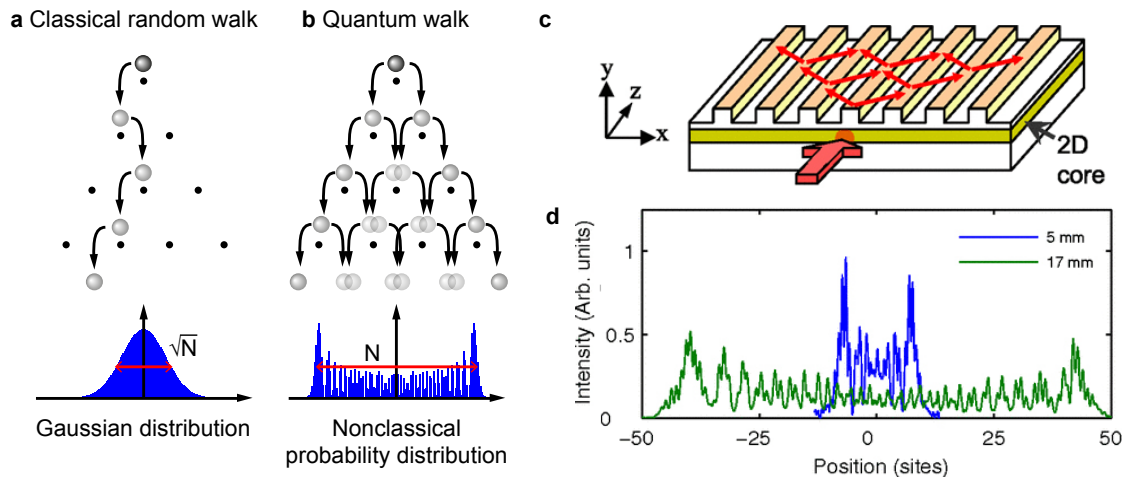 a Classical random walk
√N
Gaussian distribution
b Quantum walk
N
Nonclassical
probability distribution
c
y
z
x
2D
core
d
Intensity (Arb. units)
1
0.5
0
5 mm
17 mm
−50
−25
0
25
50
Position (sites)